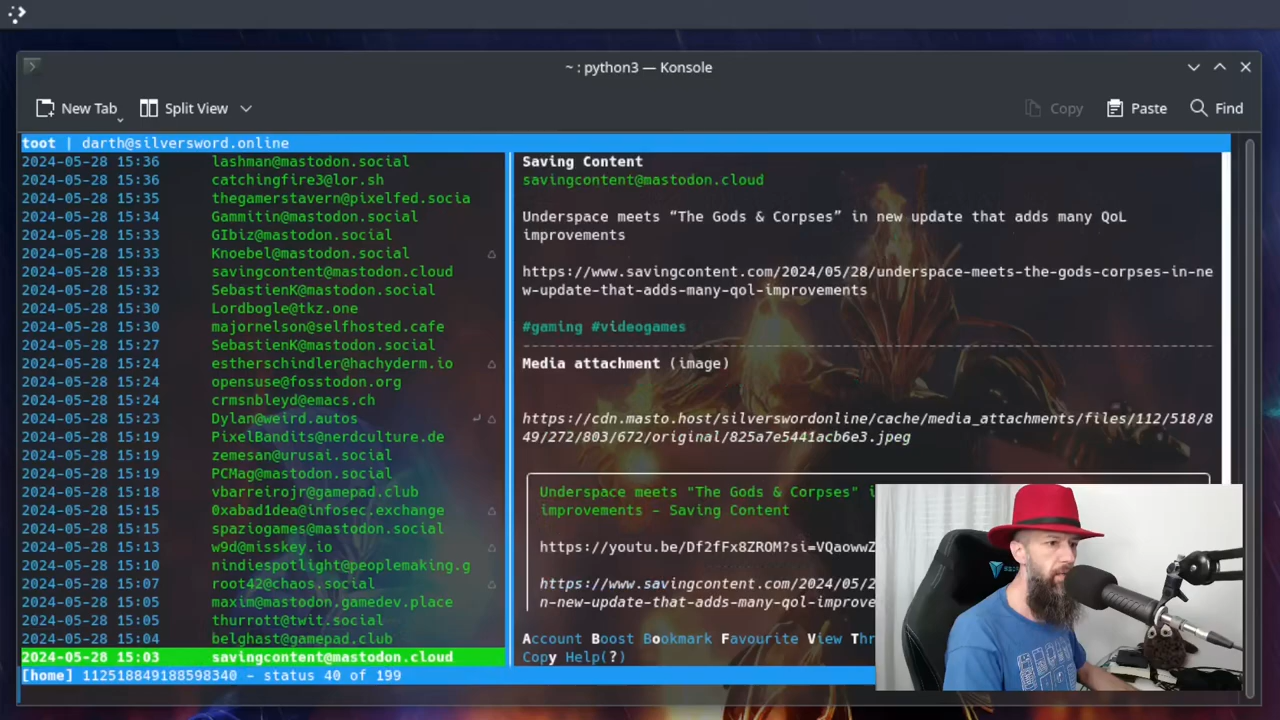 ~ : python3 — Konsole
New Tab Split View Copy Paste Find
toot | darth@silversword.online
2024-05-28 15:36 lashman@mastodon.social
2024-05-28 15:36 catchingfire3@lor.sh
2024-05-28 15:35 thegamerstavern@pixelfed.socia
2024-05-28 15:34 Gammitin@mastodon.social
2024-05-28 15:33 GIbiz@mastodon.social
2024-05-28 15:33 Knoebel@mastodon.social
2024-05-28 15:33 savingcontent@mastodon.cloud
2024-05-28 15:32 SebastienK@mastodon.social
2024-05-28 15:30 Lordbogle@tkz.one
2024-05-28 15:30 majornelson@selfhosted.cafe
2024-05-28 15:27 SebastienK@mastodon.social
2024-05-28 15:24 estherschindler@hachyderm.io
2024-05-28 15:24 opensuse@fosstodon.org
2024-05-28 15:24 crmsnbleyd@emacs.ch
2024-05-28 15:23 Dylan@weird.autos
2024-05-28 15:19 PixelBandits@nerdculture.de
2024-05-28 15:19 zemesan@urusai.social
2024-05-28 15:19 PCMag@mastodon.social
2024-05-28 15:18 vbarreirojr@gamepad.club
2024-05-28 15:15 0xabad1dea@infosec.exchange
2024-05-28 15:15 spaziogames@mastodon.social
2024-05-28 15:13 w9d@misskey.io
2024-05-28 15:10 nindiespotlight@peoplemaking.g
2024-05-28 15:07 root42@chaos.social
2024-05-28 15:05 maxim@mastodon.gamedev.place
2024-05-28 15:05 thurrott@twit.social
2024-05-28 15:04 belghast@gamepad.club
2024-05-28 15:03 savingcontent@mastodon.cloud
Saving Content
savingcontent@mastodon.cloud
Underspace meets “The Gods & Corpses” in new update that adds many QoL
improvements
https://www.savingcontent.com/2024/05/28/underspace-meets-the-gods-corpses-in-ne
w-update-that-adds-many-qol-improvements
#gaming #videogames
Media attachment (image)
https://cdn.masto.host/silverswordonline/cache/media_attachments/files/112/518/8
49/272/803/672/original/825a7e5441acb6e3.jpeg
Underspace meets "The Gods & Corpses" i
improvements - Saving Content
https://youtu.be/Df2fFx8ZROM?si=VQaowwZ
https://www.savingcontent.com/2024/05/2
n-new-update-that-adds-many-qol-improve
Account Boost Bookmark Favourite View Thr
Copy Help(?)
[home] 112518849188598340 - status 40 of 199